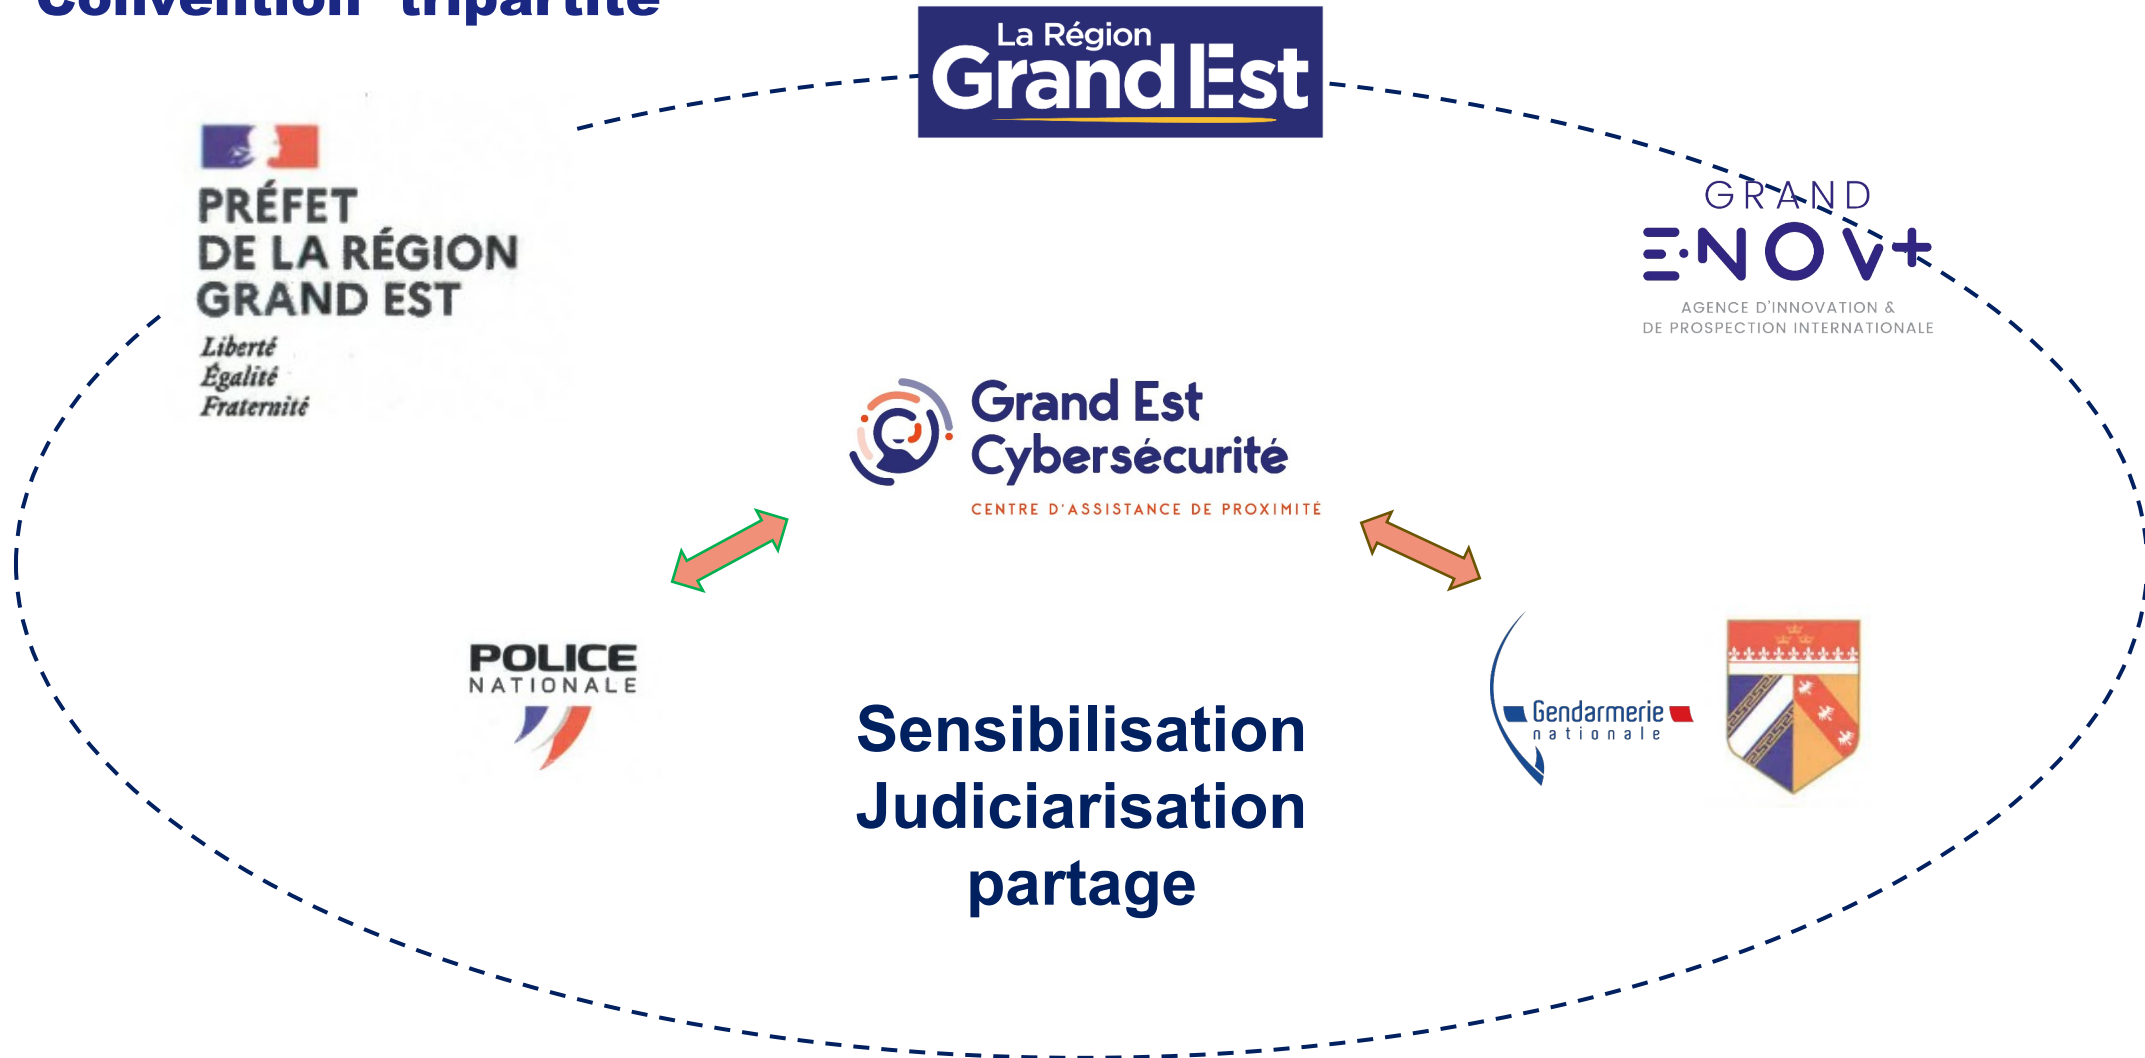 Convention tripartite
La Région
Grand Est
PRÉFET
DE LA RÉGION
GRAND EST
Liberté
Égalité
Fraternité
GRAND
E·NOV+
AGENCE D'INNOVATION &
DE PROSPECTION INTERNATIONALE
Grand Est
Cybersécurité
CENTRE D'ASSISTANCE DE PROXIMITÉ
POLICE
NATIONALE
Gendarmerie
nationale
Sensibilisation
Judiciarisation
partage